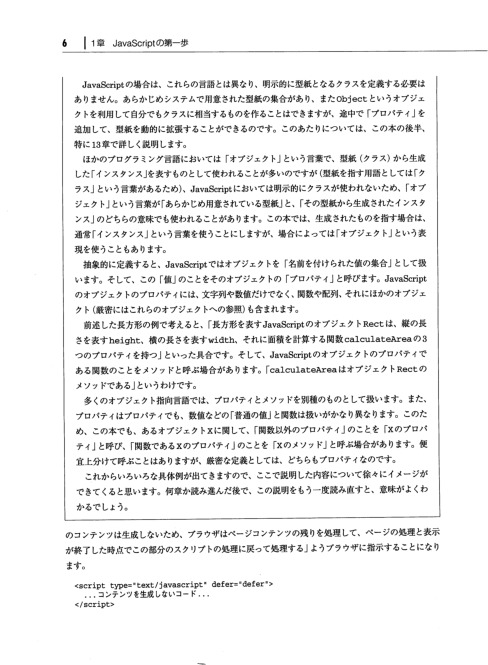 6 1章 JavaScriptの第一歩
JavaScriptの場合は、これらの言語とは異なり、明示的に型紙となるクラスを定義する必要は
ありません。あらかじめシステムで用意された型紙の集合があり、またObjectというオブジェ
クトを利用して自分でもクラスに相当するものを作ることはできますが、途中で「プロパティ」を
追加して、型紙を動的に拡張することができるのです。このあたりについては、この本の後半、
特に13章で詳しく説明します。
ほかのプログラミング言語においては「オブジェクト」という言葉で、型紙（クラス）から生成
した「インスタンス」を表すものとして使われることが多いのですが（型紙を指す用語としては「ク
ラス」という言葉があるため）、JavaScriptにおいては明示的にクラスが使われないため、「オブ
ジェクト」という言葉が「あらかじめ用意されている型紙」と、「その型紙から生成されたインスタ
ンス」のどちらの意味でも使われることがあります。この本では、生成されたものを指す場合は、
通常「インスタンス」という言葉を使うことにしますが、場合によっては「オブジェクト」という表
現を使うこともあります。
抽象的に定義すると、JavaScriptではオブジェクトを「名前を付けられた値の集合」として扱
います。そして、この「値」のことをそのオブジェクトの「プロパティ」と呼びます。JavaScript
のオブジェクトのプロパティには、文字列や数値だけでなく、関数や配列、それにほかのオブジェ
クト（厳密にはこれらのオブジェクトへの参照）も含まれます。
前述した長方形の例で考えると、「長方形を表すJavaScriptのオブジェクトRectは、縦の長
さを表すheight、横の長さを表すwidth、それに面積を計算する関数calculateAreaの3
つのプロパティを持つ」といった具合です。そして、JavaScriptのオブジェクトのプロパティで
ある関数のことをメソッドと呼ぶ場合があります。「calculateAreaはオブジェクトRectの
メソッドである」というわけです。
多くのオブジェクト指向言語では、プロパティとメソッドを別種のものとして扱います。また、
プロパティはプロパティでも、数値などの「普通の値」と関数は扱いがかなり異なります。このた
め、この本でも、あるオブジェクトXに関して、「関数以外のプロパティ」のことを「Xのプロパ
ティ」と呼び、「関数であるXのプロパティ」のことを「Xのメソッド」と呼ぶ場合があります。便
宜上分けて呼ぶことはありますが、厳密な定義としては、どちらもプロパティなのです。
これからいろいろな具体例が出てきますので、ここで説明した内容について徐々にイメージが
できてくると思います。何章か読み進んだ後で、この説明をもう一度読み直すと、意味がよくわ
かるでしょう。
のコンテンツは生成しないため、ブラウザはページコンテンツの残りを処理して、ページの処理と表示
が終了した時点でこの部分のスクリプトの処理に戻って処理する」ようブラウザに指示することになり
ます。
<script type="text/javascript" defer="defer">
...コンテンツを生成しないコード...
</script>